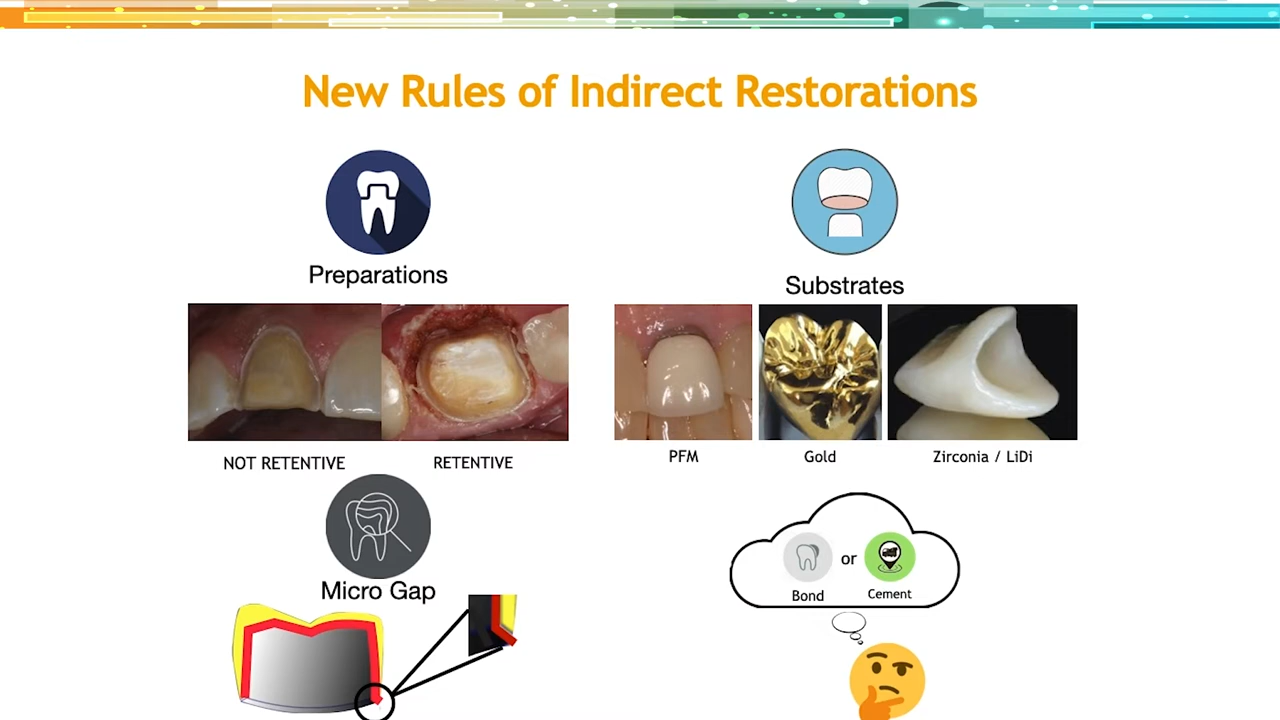 New Rules of Indirect Restorations
Preparations
Substrates
NOT RETENTIVE
RETENTIVE
PFM
Gold
Zirconia / LiDi
Micro Gap
or
Bond
Cement